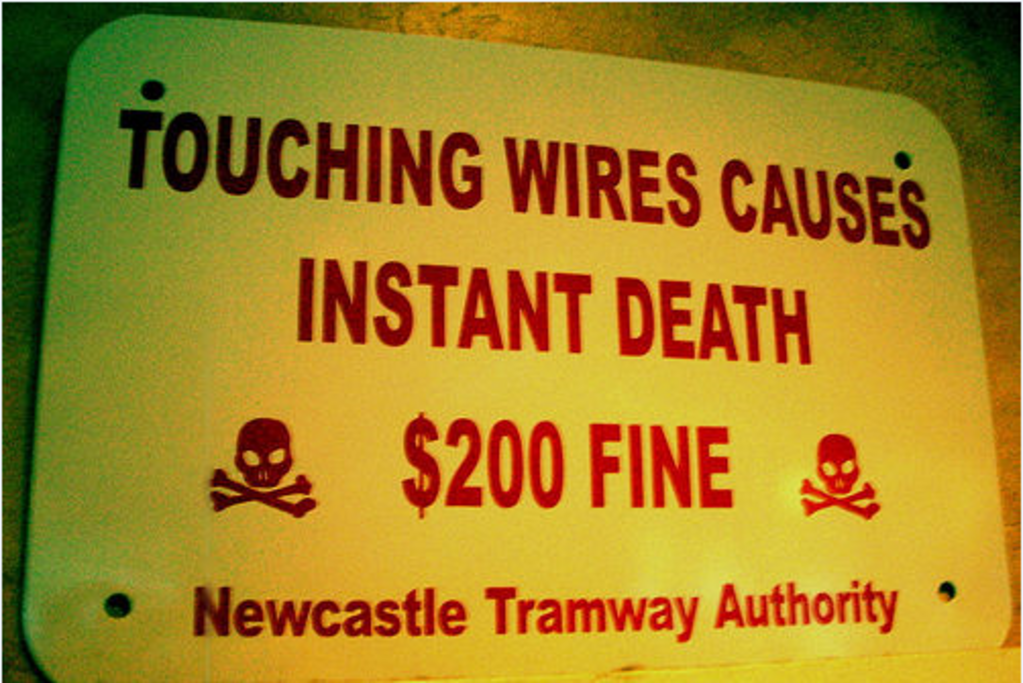 TOUCHING WIRES CAUSES
INSTANT DEATH
$200 FINE
Newcastle Tramway Authority